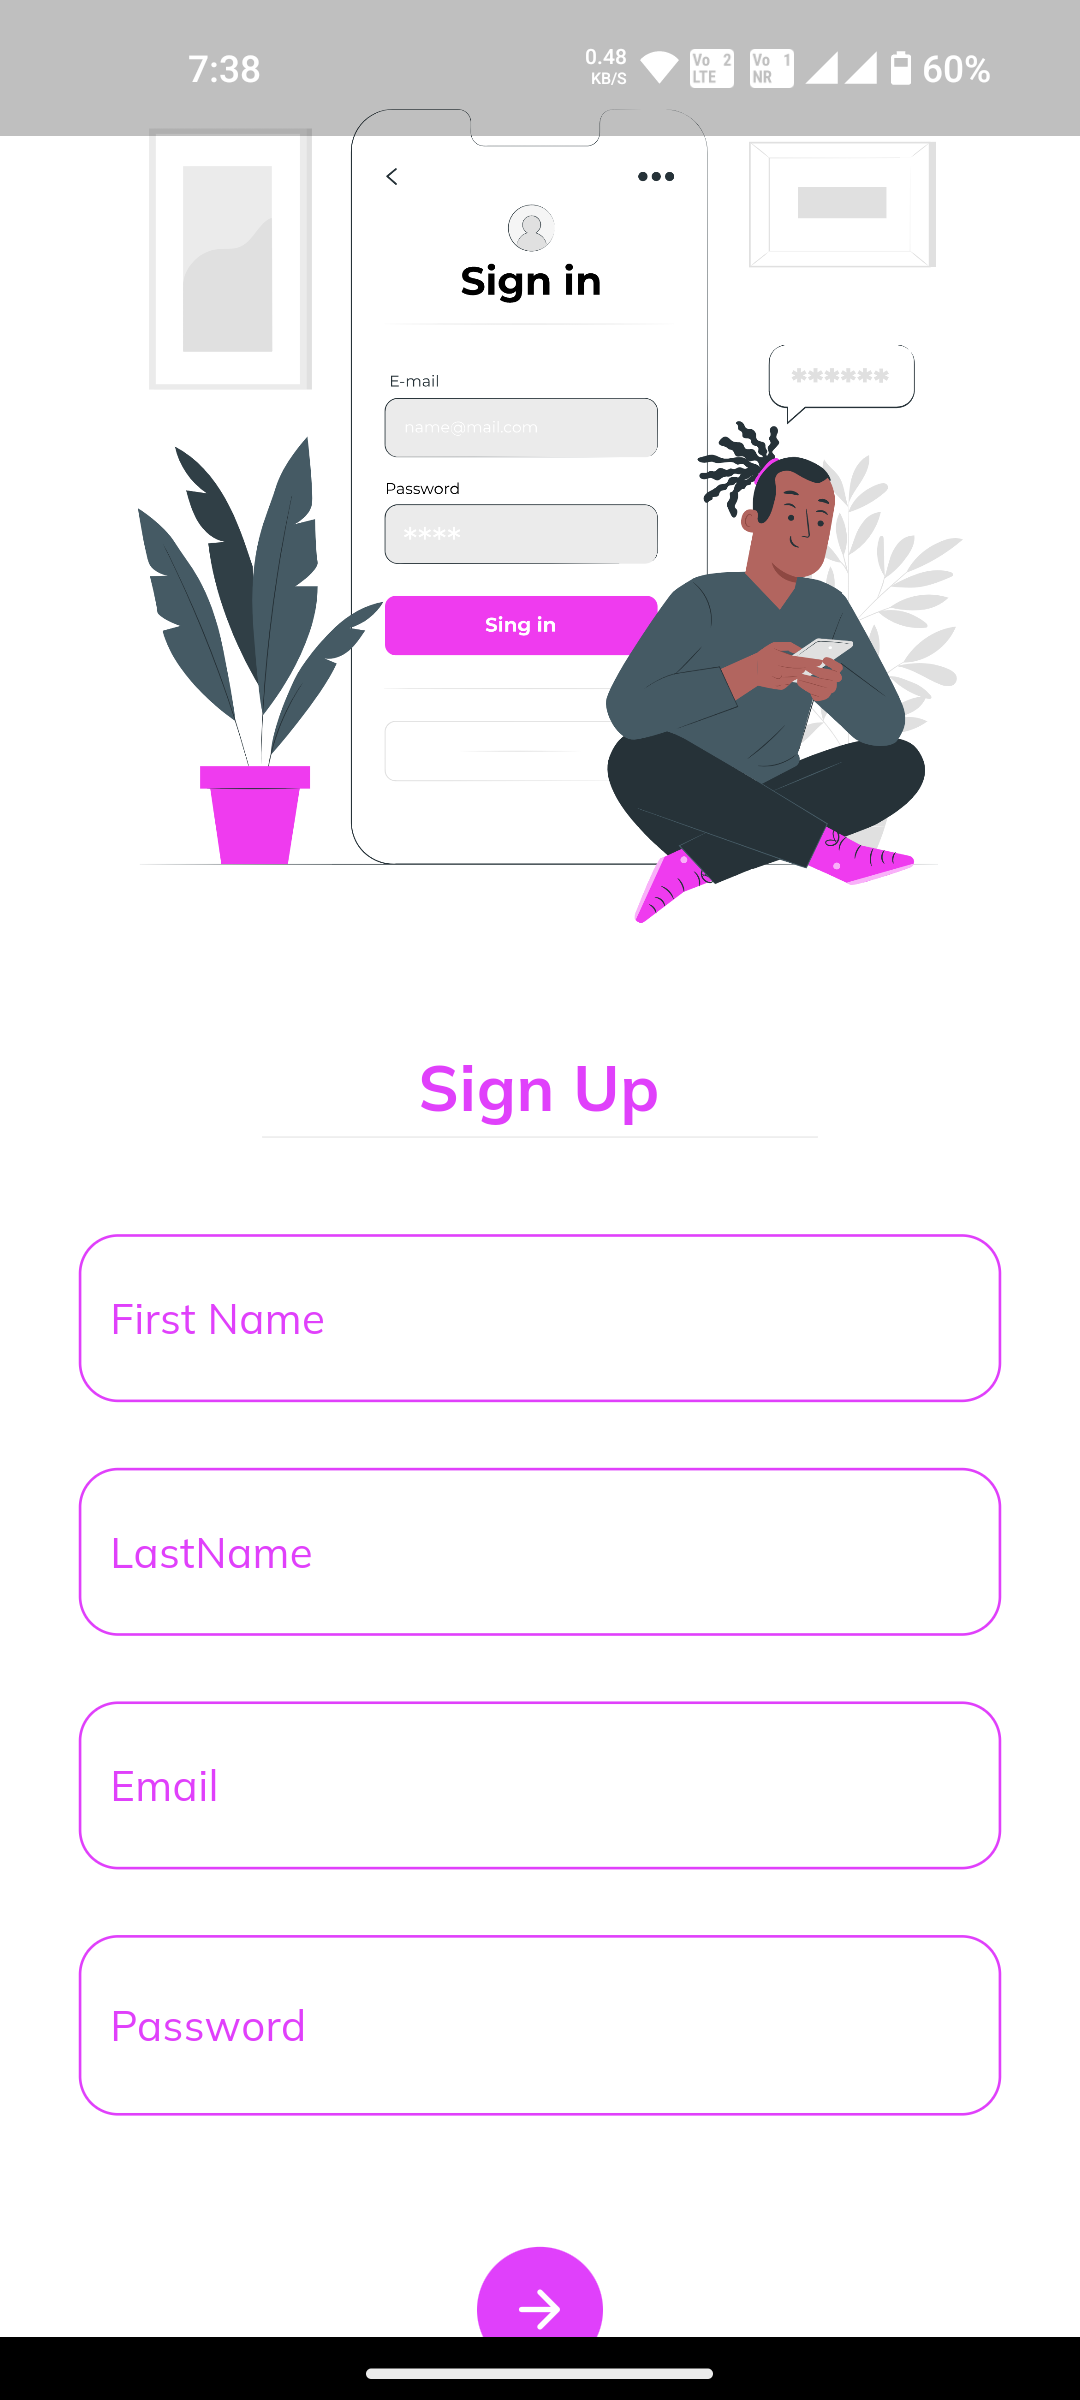 7:38
0.48
KB/S
Vo 2
LTE
Vo 1
NR
60%
Sign in
E-mail
name@mail.com
Password
****
Sing in
******
Sign Up
First Name
LastName
Email
Password